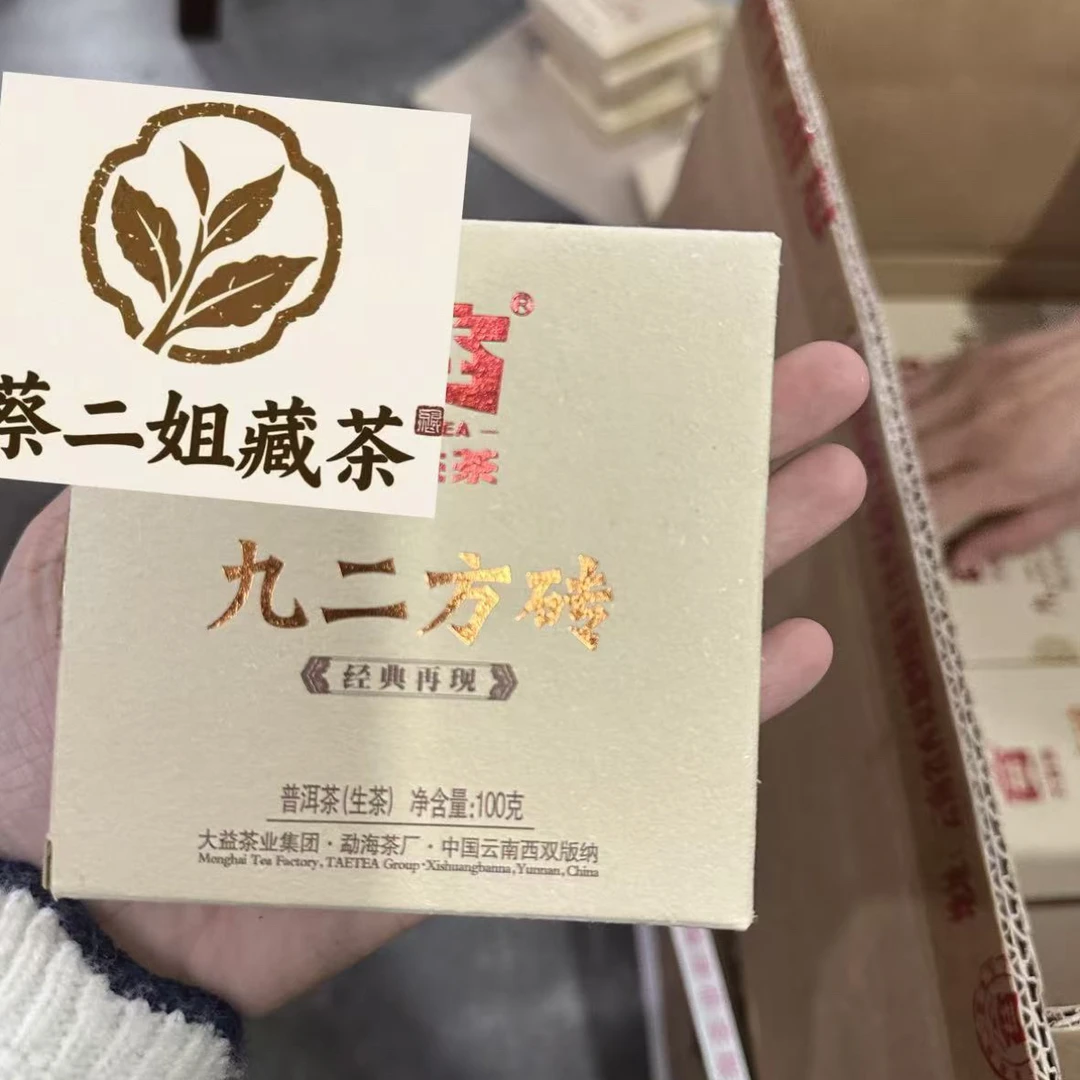 蔡二姐藏茶
®
EA
茶
九二方砖
经典再现
普洱茶(生茶) 净含量:100克
大益茶业集团·勐海茶厂·中国云南西双版纳
Menghai Tea Factory, TAETEA Group·Xishuangbanna, Yunnan, China